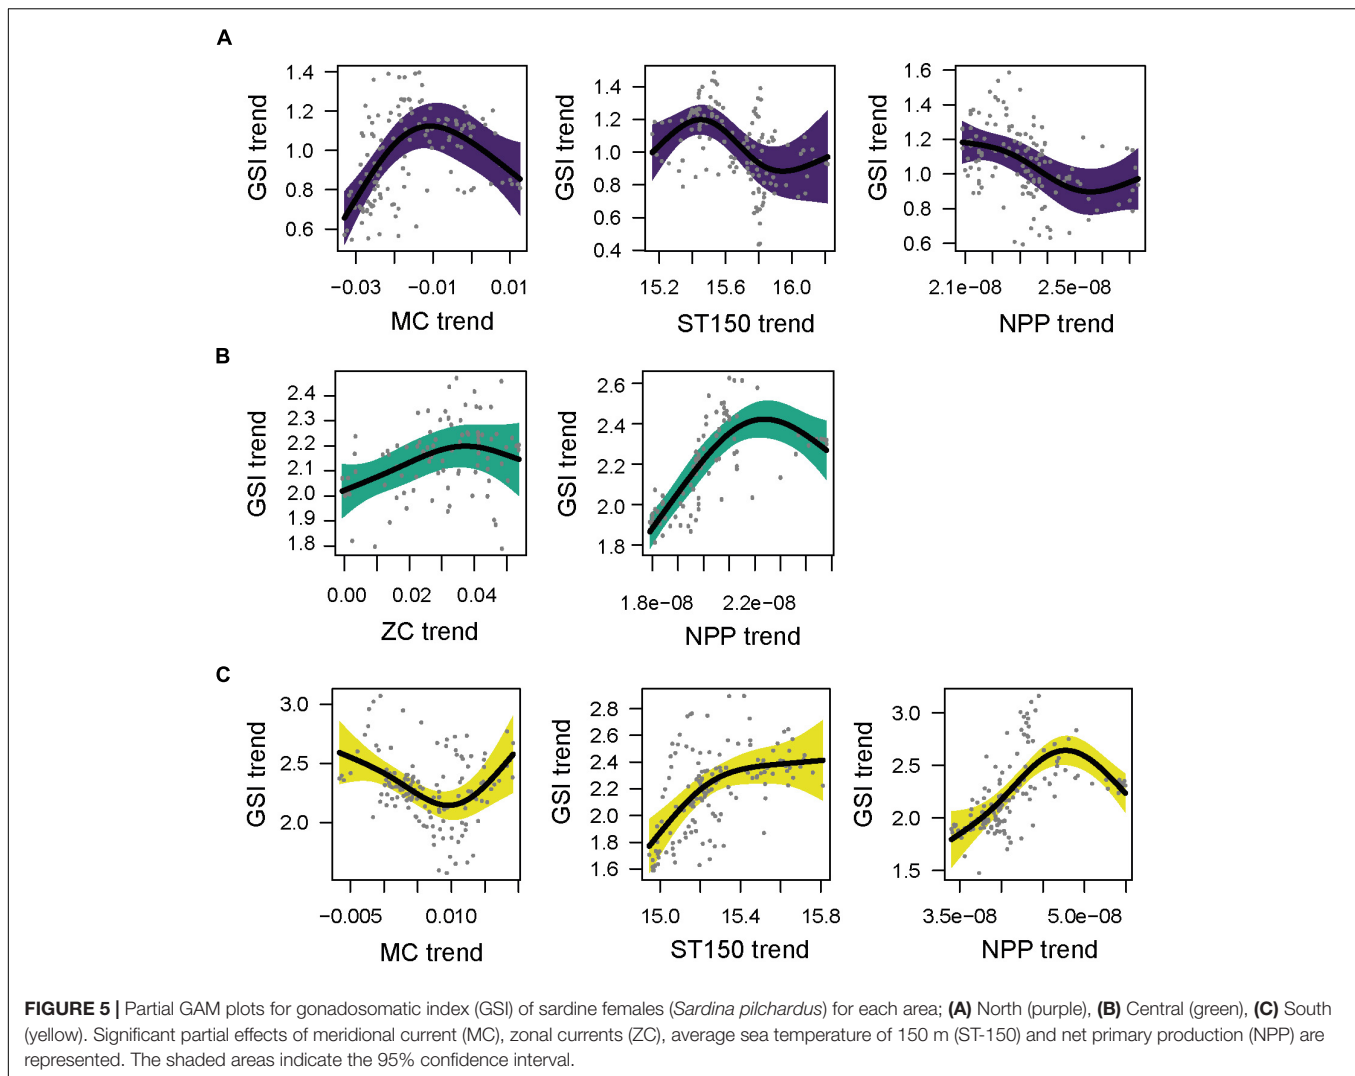 A
GSI trend
1.4
1.2
1.0
0.8
0.6
−0.03 −0.01 0.01
MC trend
GSI trend
1.4
1.2
1.0
0.8
0.6
0.4
15.2 15.6 16.0
ST150 trend
GSI trend
1.6
1.4
1.2
1.0
0.8
0.6
2.1e−08 2.5e−08
NPP trend
B
GSI trend
2.4
2.3
2.2
2.1
2.0
1.9
1.8
0.00 0.02 0.04
ZC trend
GSI trend
2.6
2.4
2.2
2.0
1.8
1.8e−08 2.2e−08
NPP trend
C
GSI trend
3.0
2.5
2.0
−0.005 0.010
MC trend
GSI trend
2.8
2.6
2.4
2.2
2.0
1.8
1.6
15.0 15.4 15.8
ST150 trend
GSI trend
3.0
2.5
2.0
1.5
3.5e−08 5.0e−08
NPP trend
FIGURE 5 | Partial GAM plots for gonadosomatic index (GSI) of sardine females (Sardina pilchardus) for each area; (A) North (purple), (B) Central (green), (C) South
(yellow). Significant partial effects of meridional current (MC), zonal currents (ZC), average sea temperature of 150 m (ST-150) and net primary production (NPP) are
represented. The shaded areas indicate the 95% confidence interval.